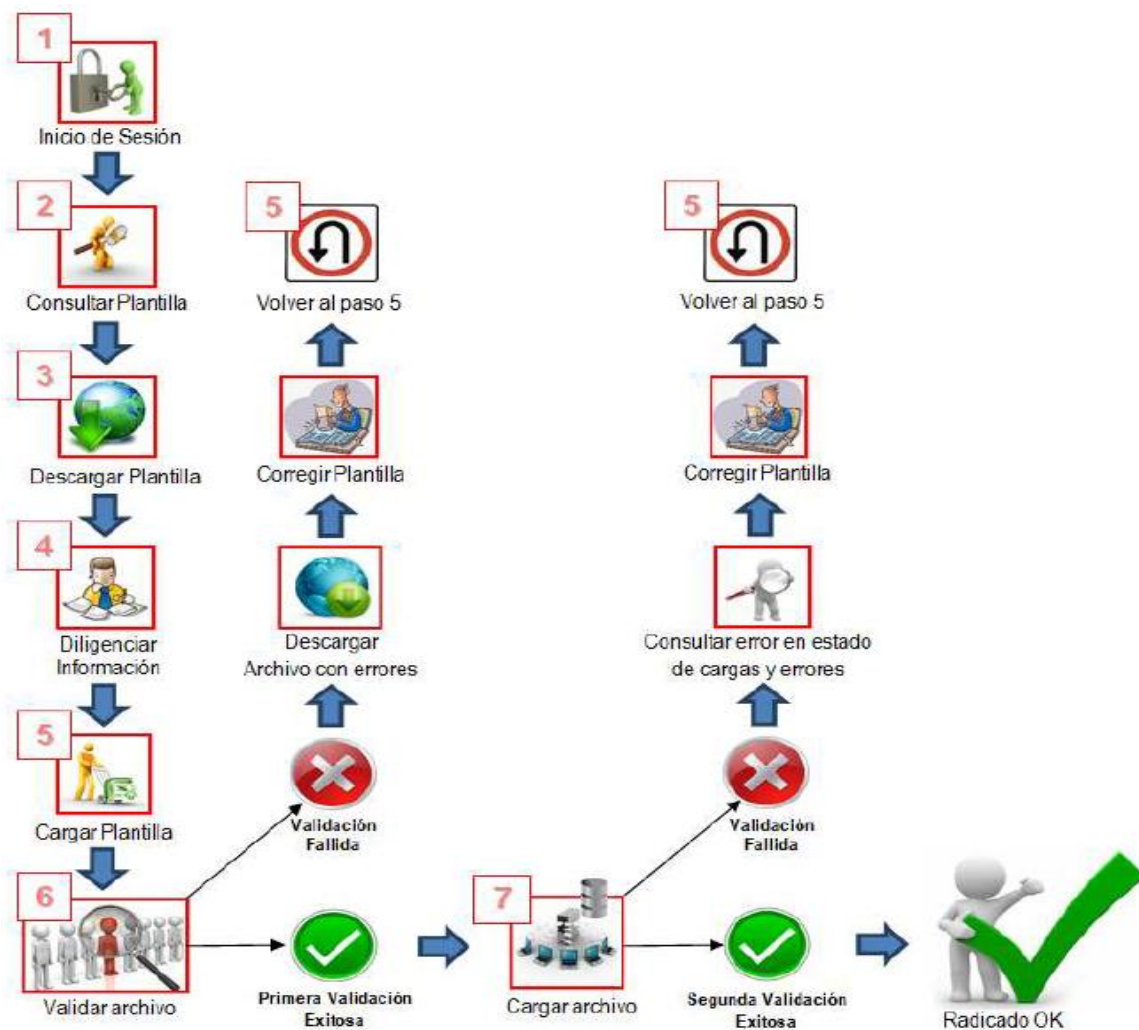 1
Inicio de Sesión
2
Consultar Plantilla
3
Descargar Plantilla
4
Diligenciar
Información
5
Cargar Plantilla
6
Validar archivo
5
Volver al paso 5
Corregir Plantilla
Descargar
Archivo con errores
Validación
Fallida
Primera Validación
Exitosa
7
Cargar archivo
5
Volver al paso 5
Corregir Plantilla
Consultar error en estado
de cargas y errores
Validación
Fallida
Segunda Validación
Exitosa
Radicado OK